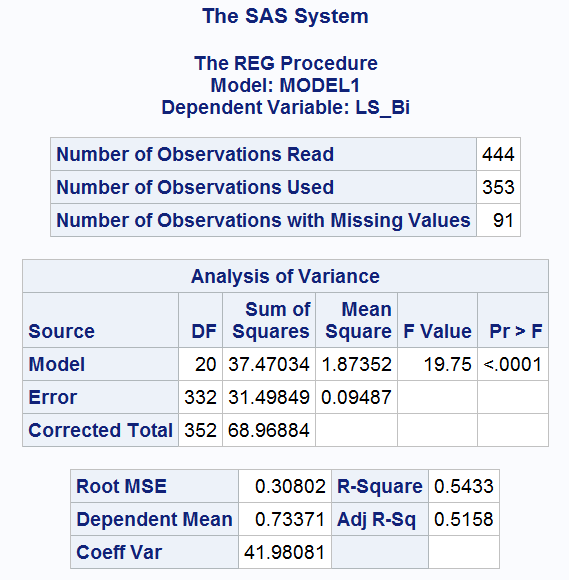 The SAS System
The REG Procedure
Model: MODEL1
Dependent Variable: LS_Bi
Number of Observations Read 444
Number of Observations Used 353
Number of Observations with Missing Values 91
Analysis of Variance
Source DF Sum of Squares Mean Square F Value Pr > F
Model 20 37.47034 1.87352 19.75 <.0001
Error 332 31.49849 0.09487
Corrected Total 352 68.96884
Root MSE 0.30802 R-Square 0.5433
Dependent Mean 0.73371 Adj R-Sq 0.5158
Coeff Var 41.98081